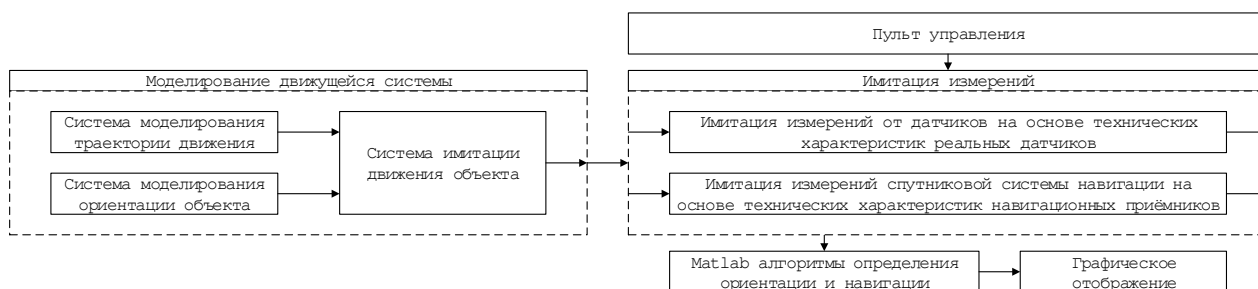 Пульт управления
Моделирование движущейся системы
Имитация измерений
Система моделирования
траектории движения
Система имитации
движения объекта
Система моделирования
ориентации объекта
Имитация измерений от датчиков на основе технических
характеристик реальных датчиков
Имитация измерений спутниковой системы навигации на
основе технических характеристик навигационных приёмников
Matlab алгоритмы определения
ориентации и навигации
Графическое
отображение